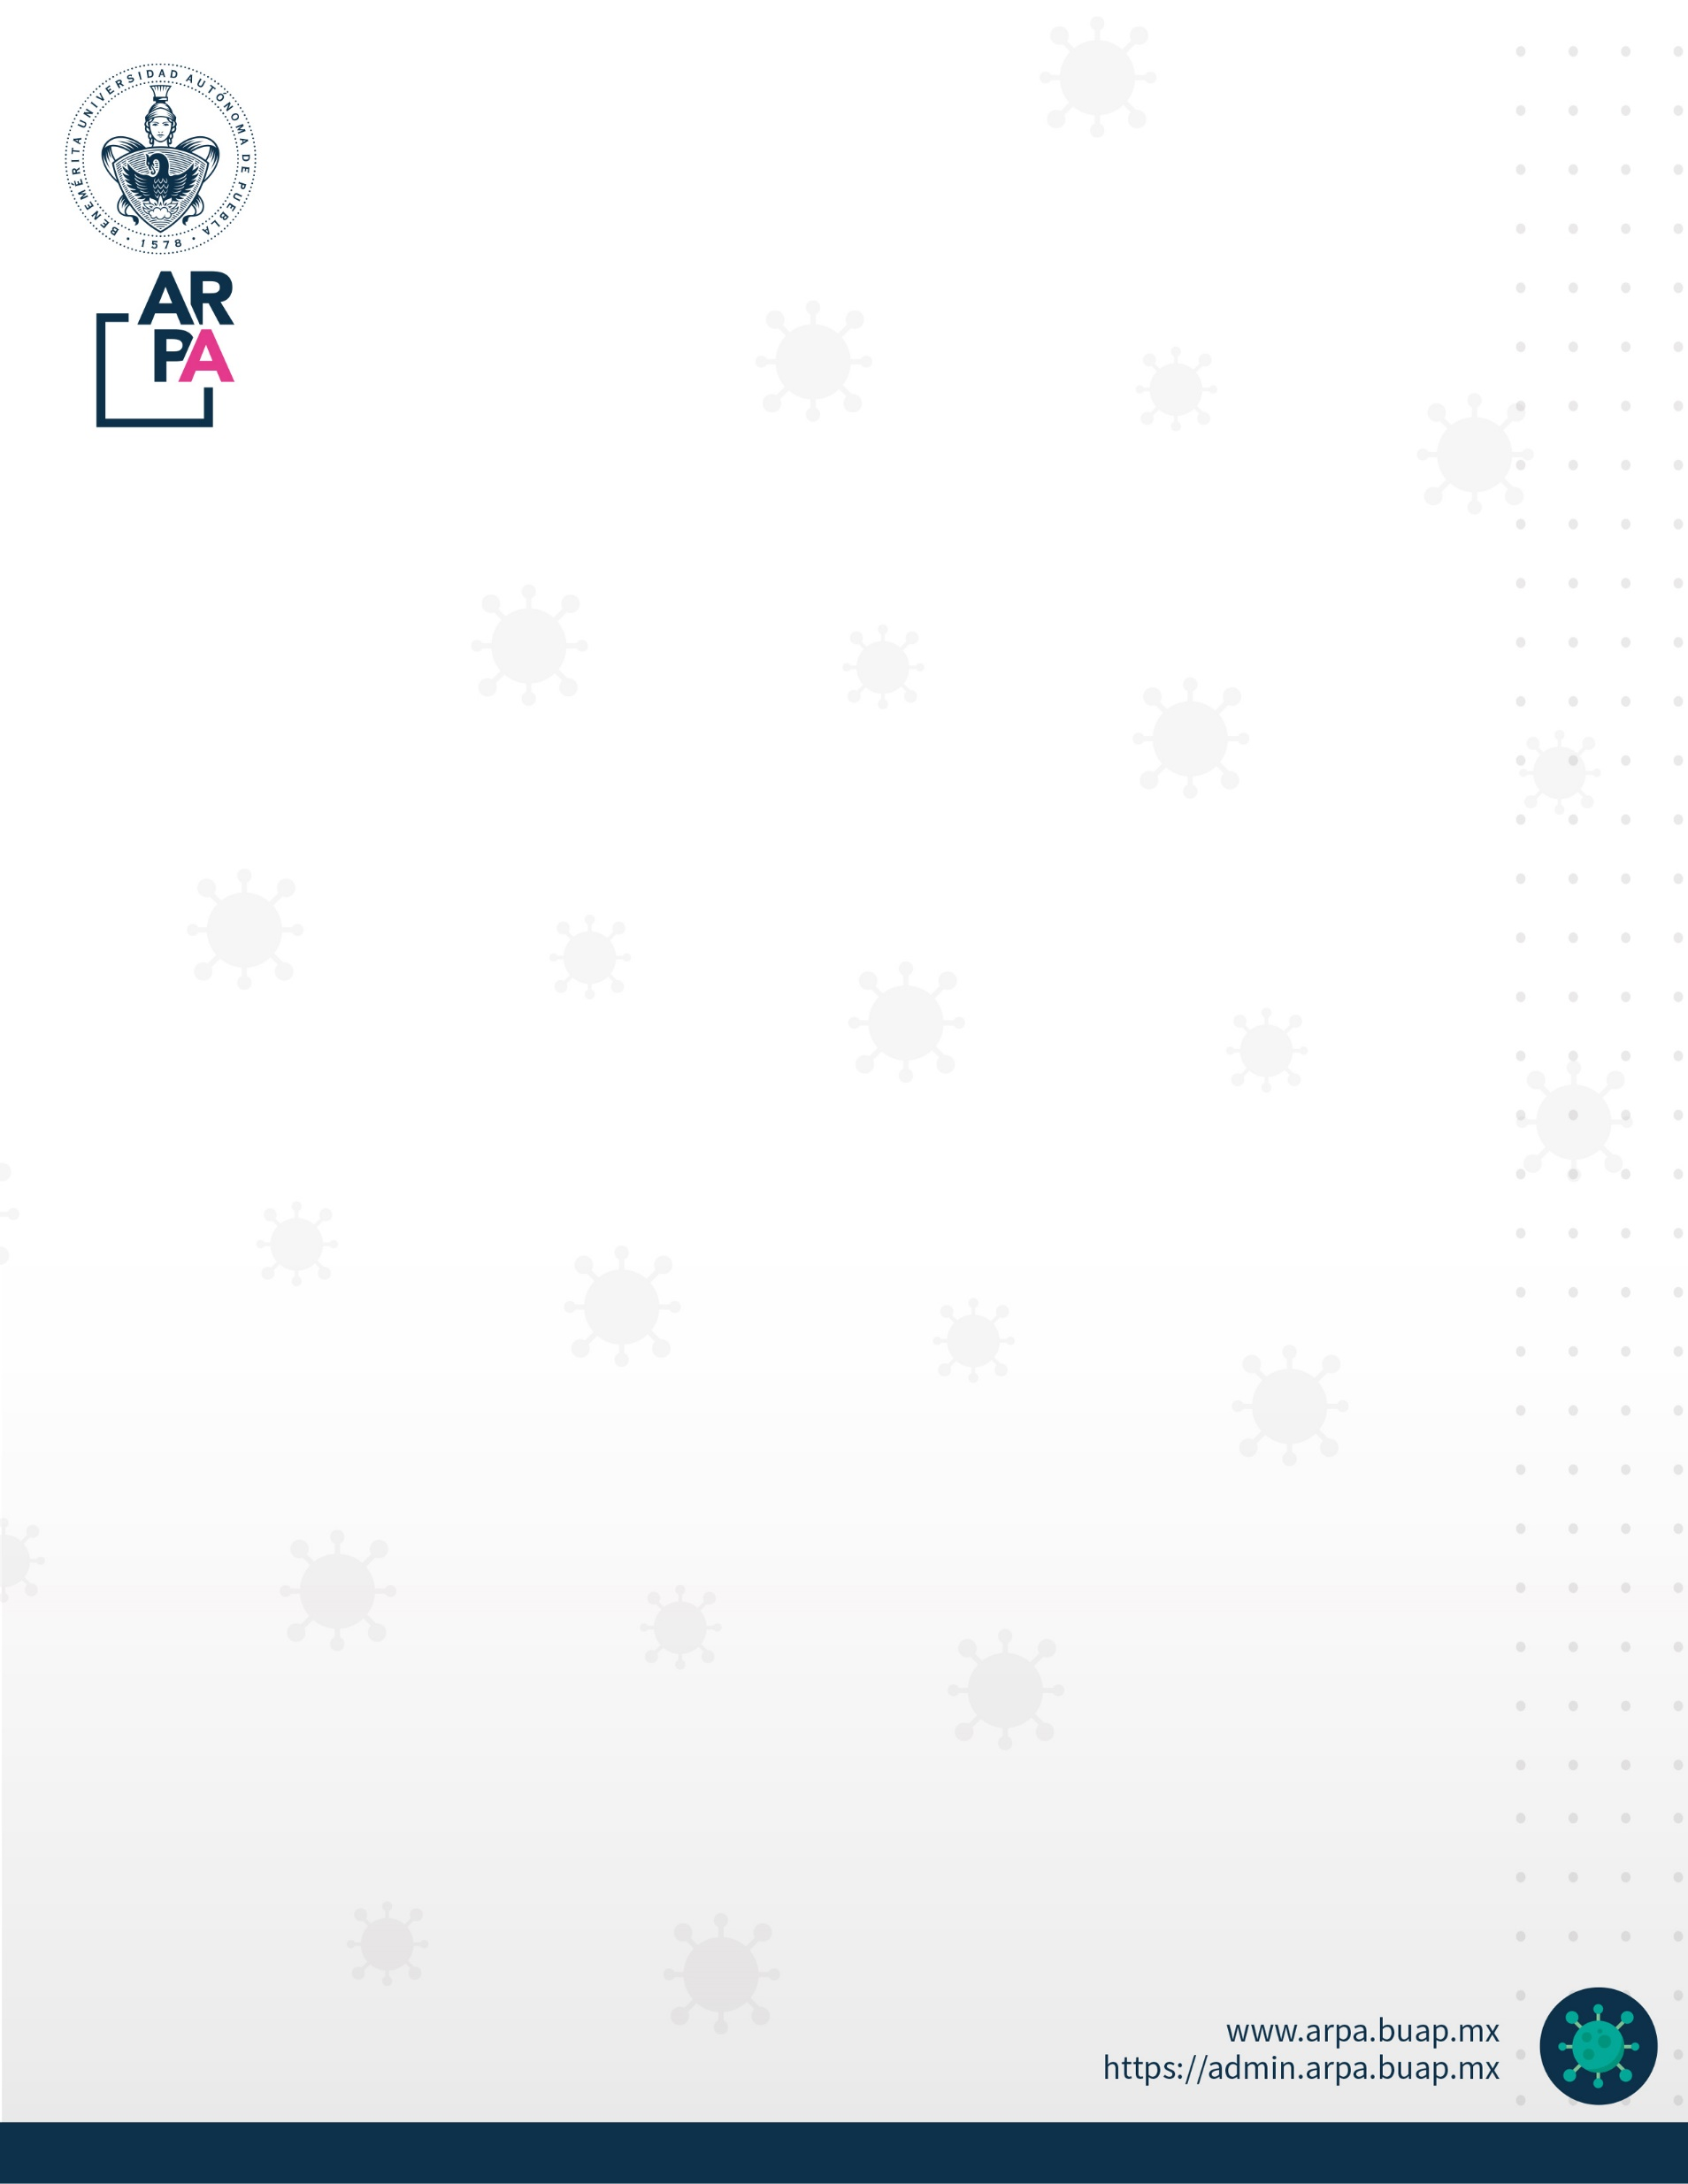 BENEMÉRITA UNIVERSIDAD AUTÓNOMA DE PUEBLA
• 1578 •
AR
PA
www.arpa.buap.mx
https://admin.arpa.buap.mx